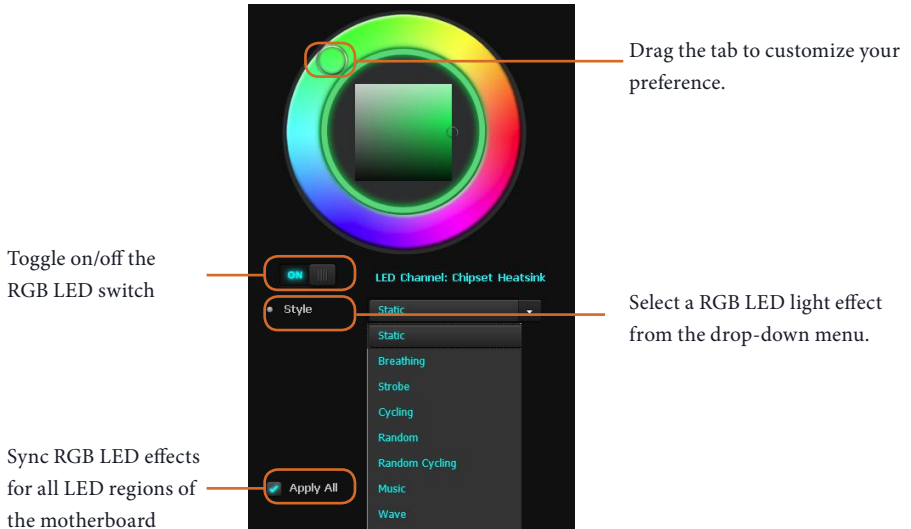 Drag the tab to customize your
preference.
Toggle on/off the
RGB LED switch
ON
LED Channel: Chipset Heatsink
Style
Static
Select a RGB LED light effect
from the drop-down menu.
Static
Breathing
Strobe
Cycling
Random
Random Cycling
Music
Wave
Sync RGB LED effects
for all LED regions of
the motherboard
Apply All